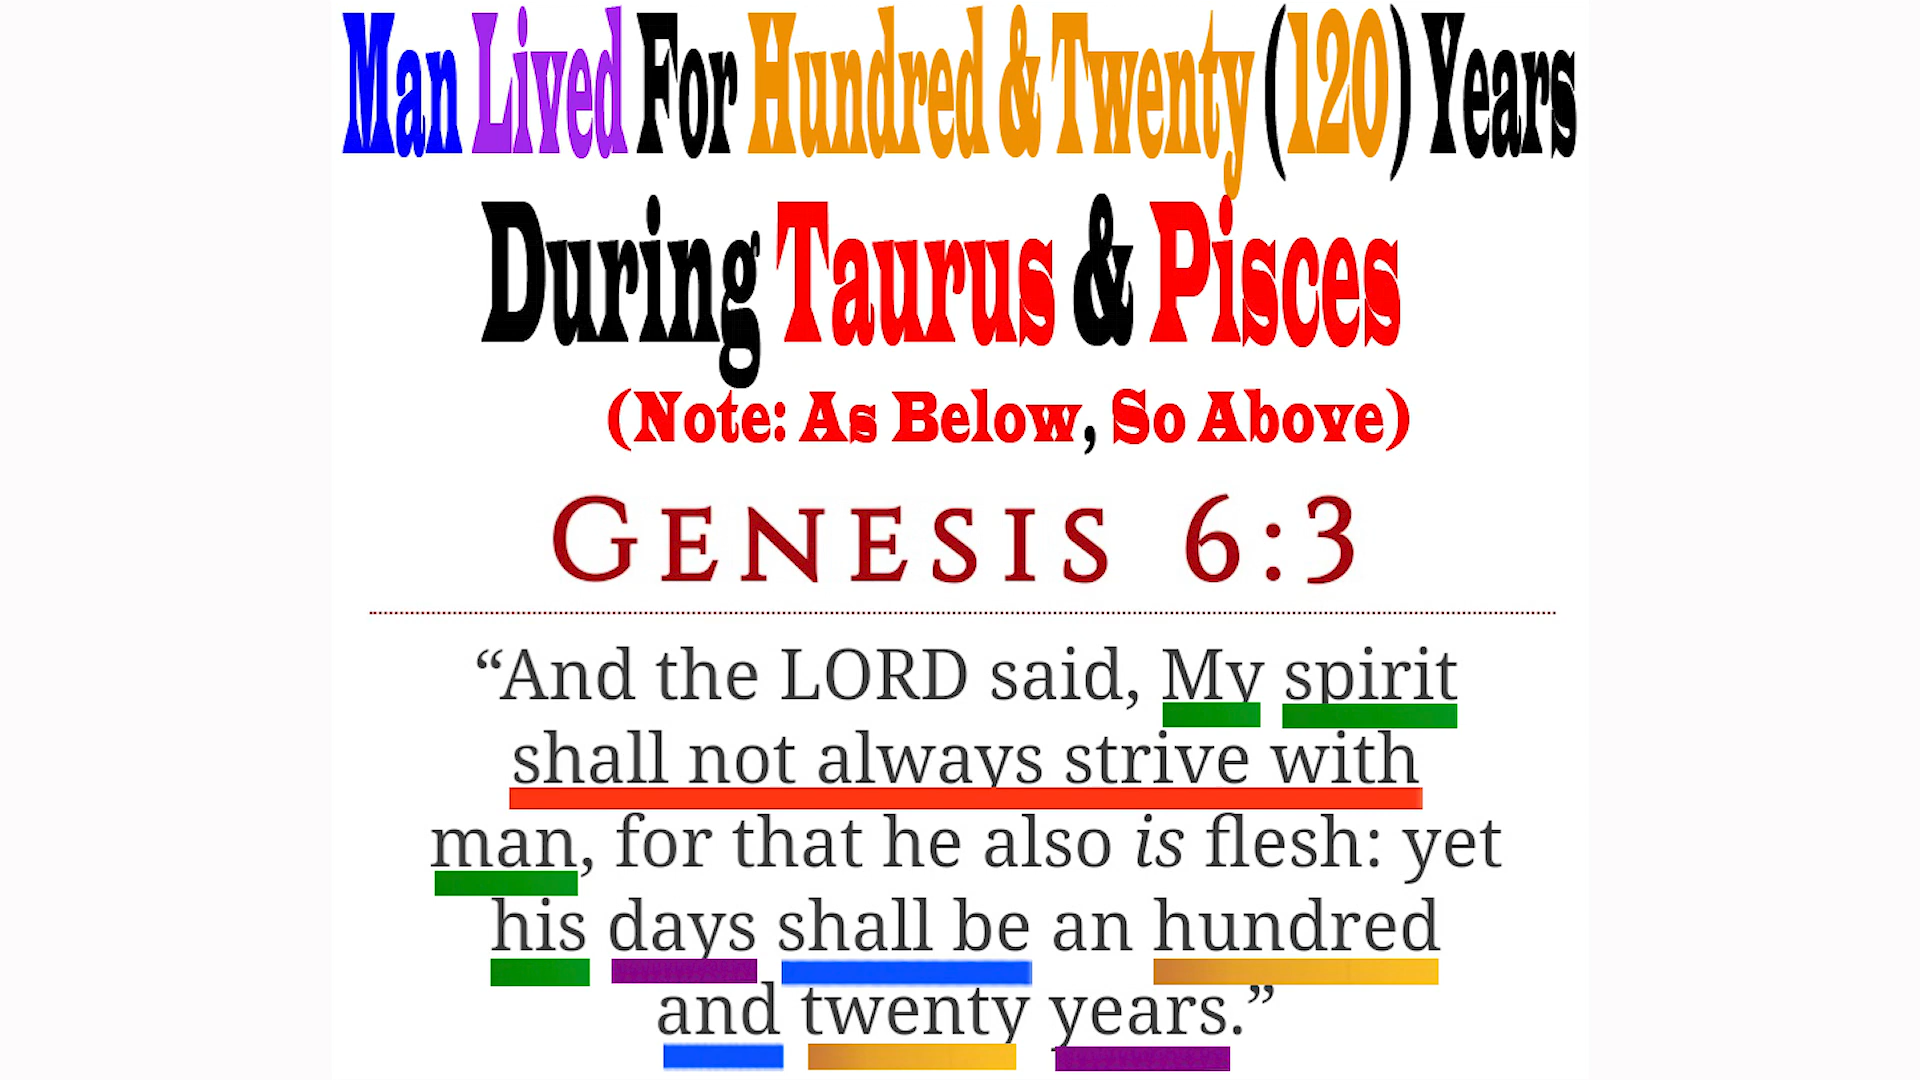 Man Lived For Hundred & Twenty (120) Years
During Taurus & Pisces
(Note: As Below, So Above)
GENESIS 6:3
“And the LORD said, My spirit
shall not always strive with
man, for that he also is flesh: yet
his days shall be an hundred
and twenty years.”